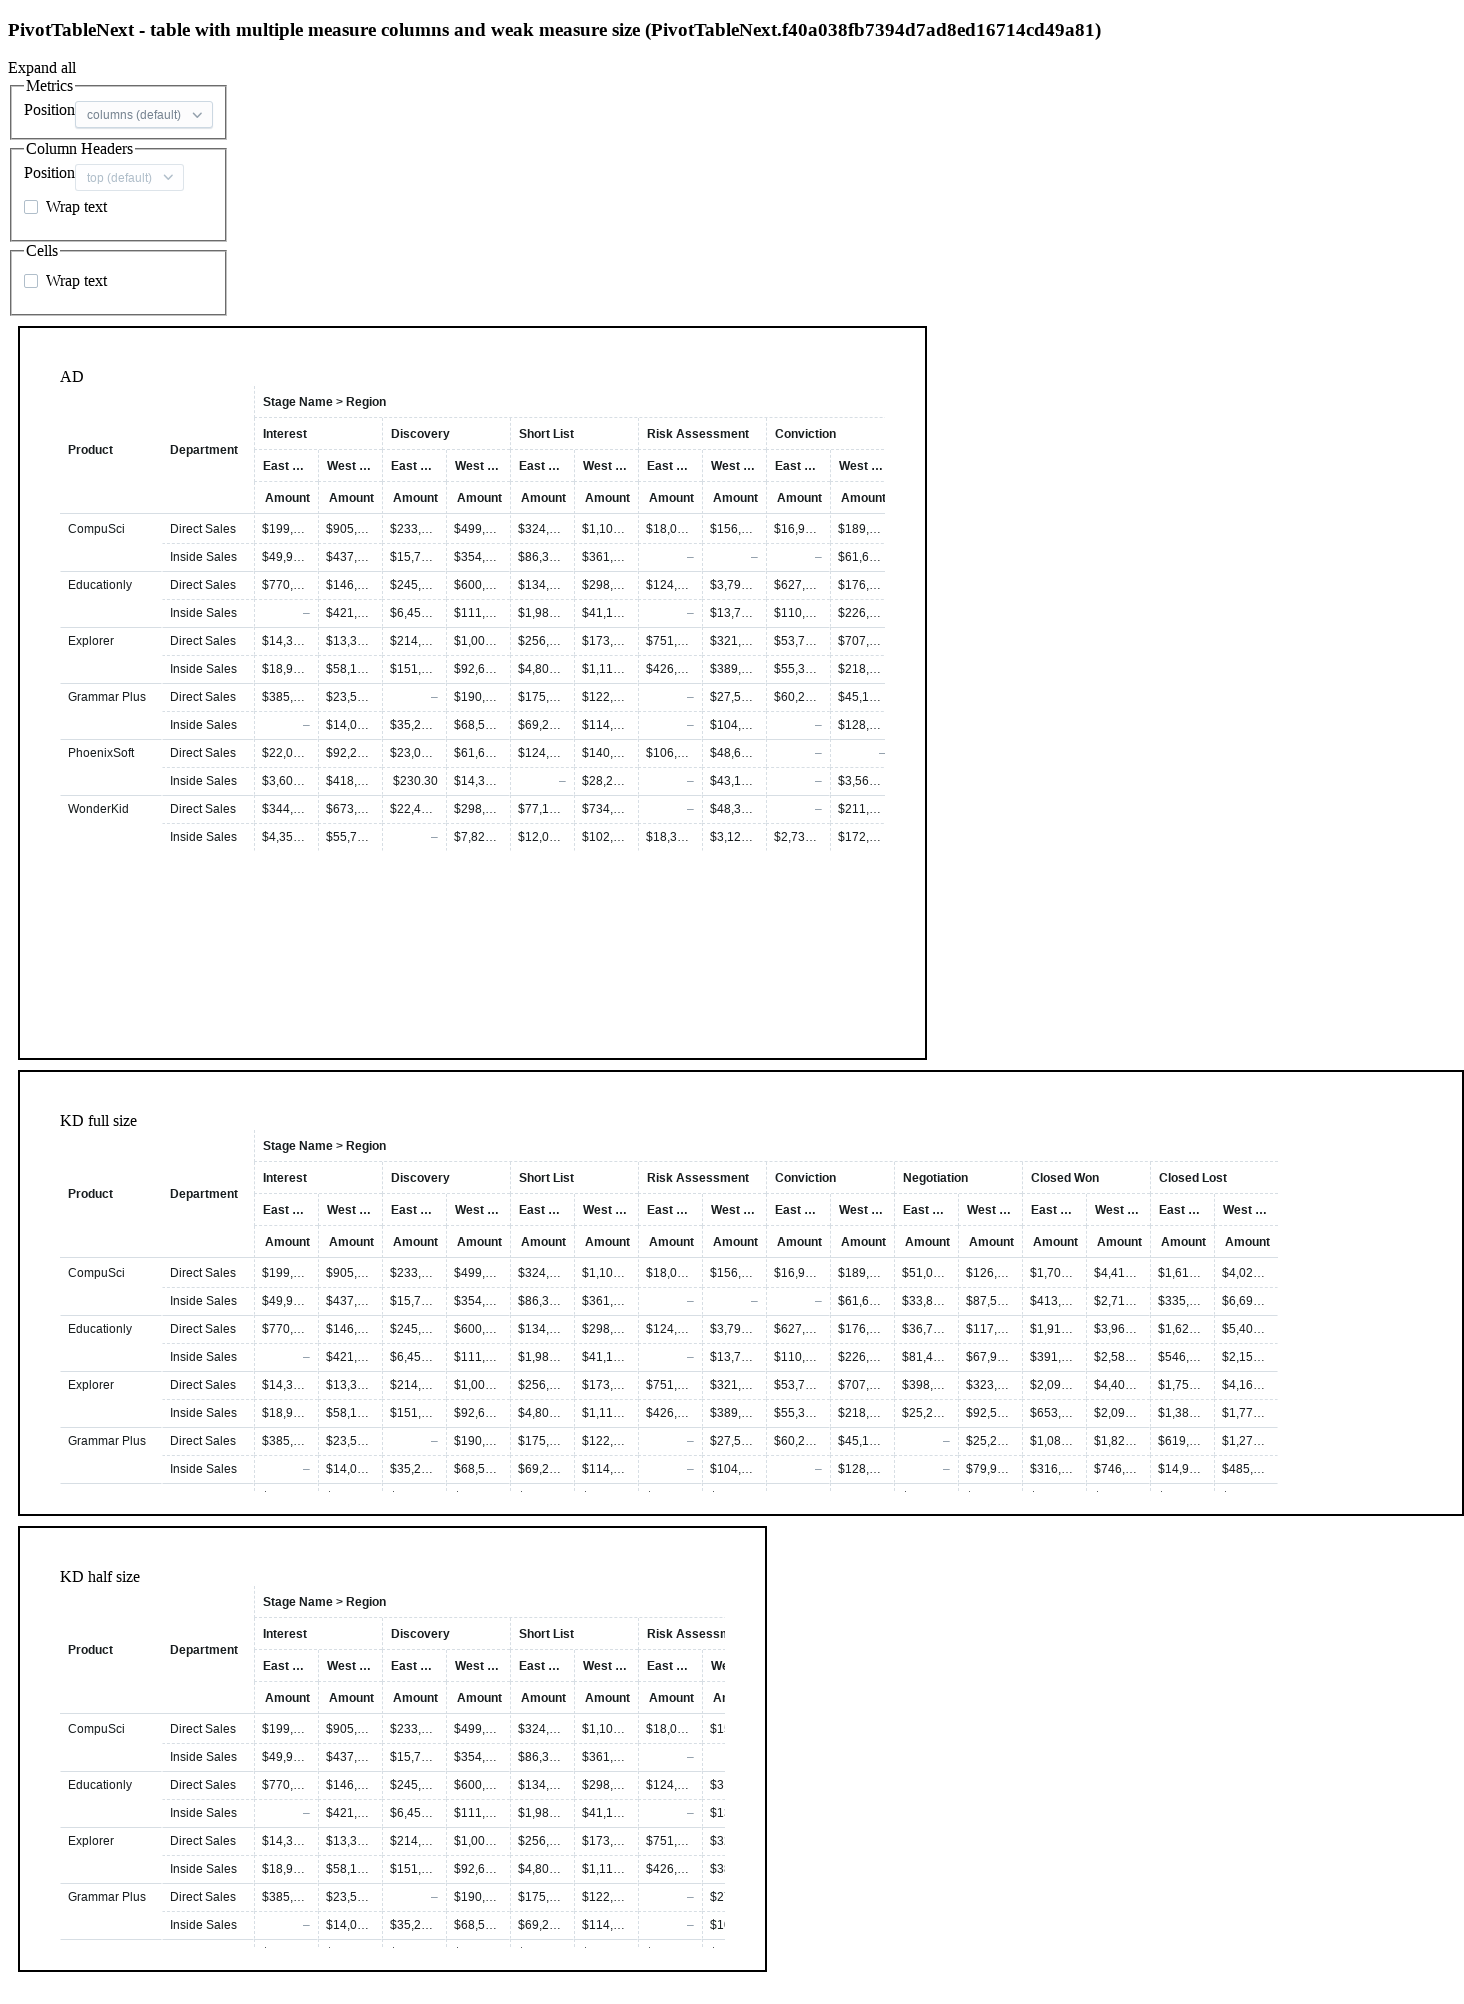 PivotTableNext - table with multiple measure columns and weak measure size (PivotTableNext.f40a038fb7394d7ad8ed16714cd49a81)
Expand all
Metrics
Position columns (default)
Column Headers
Position top (default)
Wrap text
Cells
Wrap text
AD
Stage Name > Region
Interest Discovery Short List Risk Assessment Conviction
Product Department
East … West … East … West … East … West … East … West … East … West …
Amount Amount Amount Amount Amount Amount Amount Amount Amount Amount
CompuSci Direct Sales $199,… $905,… $233,… $499,… $324,… $1,10… $18,0… $156,… $16,9… $189,…
Inside Sales $49,9… $437,… $15,7… $354,… $86,3… $361,… – – – $61,6…
Educationly Direct Sales $770,… $146,… $245,… $600,… $134,… $298,… $124,… $3,79… $627,… $176,…
Inside Sales – $421,… $6,45… $111,… $1,98… $41,1… – $13,7… $110,… $226,…
Explorer Direct Sales $14,3… $13,3… $214,… $1,00… $256,… $173,… $751,… $321,… $53,7… $707,…
Inside Sales $18,9… $58,1… $151,… $92,6… $4,80… $1,11… $426,… $389,… $55,3… $218,…
Grammar Plus Direct Sales $385,… $23,5… – $190,… $175,… $122,… – $27,5… $60,2… $45,1…
Inside Sales – $14,0… $35,2… $68,5… $69,2… $114,… – $104,… – $128,…
PhoenixSoft Direct Sales $22,0… $92,2… $23,0… $61,6… $124,… $140,… $106,… $48,6… – –
Inside Sales $3,60… $418,… $230.30 $14,3… – $28,2… – $43,1… – $3,56…
WonderKid Direct Sales $344,… $673,… $22,4… $298,… $77,1… $734,… – $48,3… – $211,…
Inside Sales $4,35… $55,7… – $7,82… $12,0… $102,… $18,3… $3,12… $2,73… $172,…
KD full size
Stage Name > Region
Interest Discovery Short List Risk Assessment Conviction Negotiation Closed Won Closed Lost
Product Department
East … West … East … West … East … West … East … West … East … West … East … West … East … West … East … West …
Amount Amount Amount Amount Amount Amount Amount Amount Amount Amount Amount Amount Amount Amount Amount Amount
CompuSci Direct Sales $199,… $905,… $233,… $499,… $324,… $1,10… $18,0… $156,… $16,9… $189,… $51,0… $126,… $1,70… $4,41… $1,61… $4,02…
Inside Sales $49,9… $437,… $15,7… $354,… $86,3… $361,… – – – $61,6… $33,8… $87,5… $413,… $2,71… $335,… $6,69…
Educationly Direct Sales $770,… $146,… $245,… $600,… $134,… $298,… $124,… $3,79… $627,… $176,… $36,7… $117,… $1,91… $3,96… $1,62… $5,40…
Inside Sales – $421,… $6,45… $111,… $1,98… $41,1… – $13,7… $110,… $226,… $81,4… $67,9… $391,… $2,58… $546,… $2,15…
Explorer Direct Sales $14,3… $13,3… $214,… $1,00… $256,… $173,… $751,… $321,… $53,7… $707,… $398,… $323,… $2,09… $4,40… $1,75… $4,16…
Inside Sales $18,9… $58,1… $151,… $92,6… $4,80… $1,11… $426,… $389,… $55,3… $218,… $25,2… $92,5… $653,… $2,09… $1,38… $1,77…
Grammar Plus Direct Sales $385,… $23,5… – $190,… $175,… $122,… – $27,5… $60,2… $45,1… – $25,2… $1,08… $1,82… $619,… $1,27…
Inside Sales – $14,0… $35,2… $68,5… $69,2… $114,… – $104,… – $128,… – $79,9… $316,… $746,… $14,9… $485,…
KD half size
Stage Name > Region
Interest Discovery Short List Risk Assessm
Product Department
East … West … East … West … East … West … East … We
Amount Amount Amount Amount Amount Amount Amount
CompuSci Direct Sales $199,… $905,… $233,… $499,… $324,… $1,10… $18,0…
Inside Sales $49,9… $437,… $15,7… $354,… $86,3… $361,… –
Educationly Direct Sales $770,… $146,… $245,… $600,… $134,… $298,… $124,…
Inside Sales – $421,… $6,45… $111,… $1,98… $41,1… –
Explorer Direct Sales $14,3… $13,3… $214,… $1,00… $256,… $173,… $751,…
Inside Sales $18,9… $58,1… $151,… $92,6… $4,80… $1,11… $426,…
Grammar Plus Direct Sales $385,… $23,5… – $190,… $175,… $122,… –
Inside Sales – $14,0… $35,2… $68,5… $69,2… $114,… –